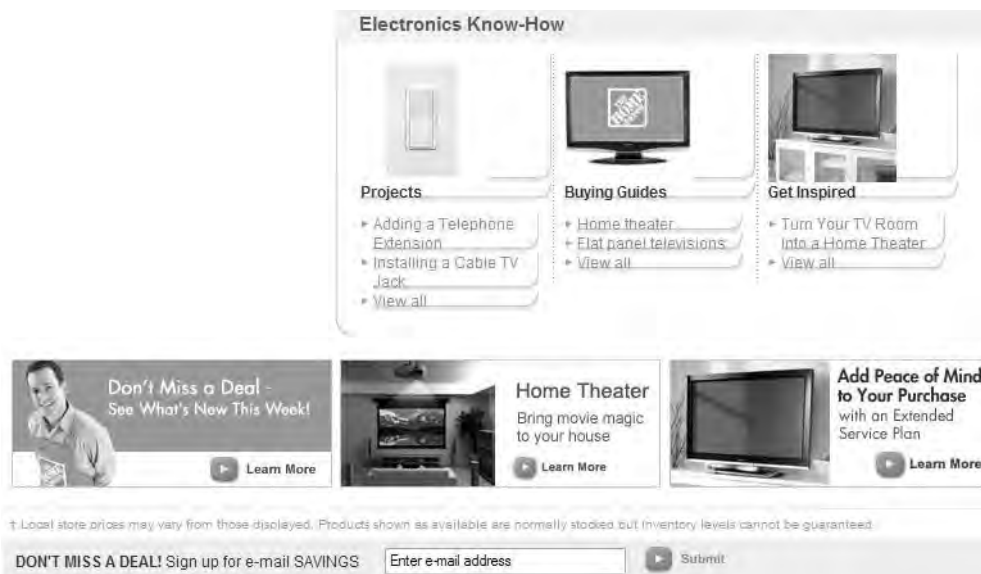 Electronics Know-How
THE
HOME
DEPOT
Projects
Adding a Telephone
Extension
Installing a Cable TV
Jack
View all
Buying Guides
Home theater
Flat panel televisions
View all
Get Inspired
Turn Your TV Room
Into a Home Theater
View all
Don't Miss a Deal -
See What's New This Week!
Learn More
Home Theater
Bring movie magic
to your house
Learn More
Add Peace of Mind
to Your Purchase
with an Extended
Service Plan
Learn More
† Local store prices may vary from those displayed. Products shown as available are normally stocked but inventory levels cannot be guaranteed.
DON'T MISS A DEAL! Sign up for e-mail SAVINGS
Enter e-mail address
Submit